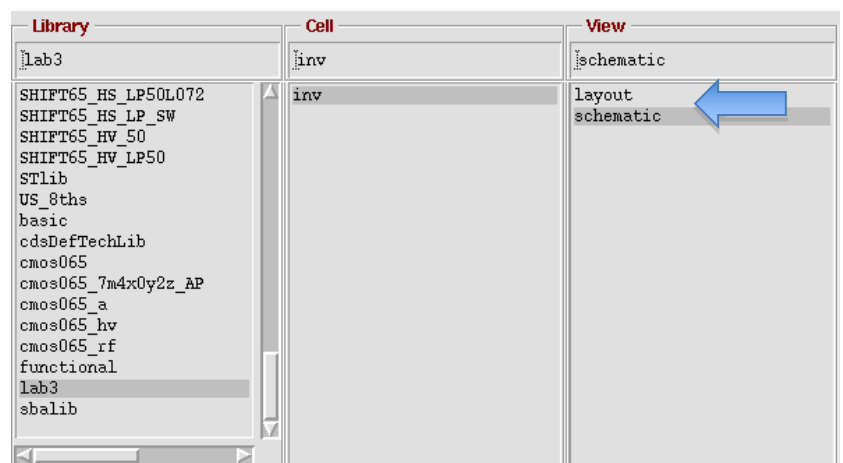 Library
lab3
SHIFT65_HS_LP50L072
SHIFT65_HS_LP_SW
SHIFT65_HV_50
SHIFT65_HV_LP50
STlib
US_8ths
basic
cdsDefTechLib
cmos065
cmos065_7m4x0y2z_AP
cmos065_a
cmos065_hv
cmos065_rf
functional
lab3
sbalib
Cell
inv
inv
View
schematic
layout
schematic